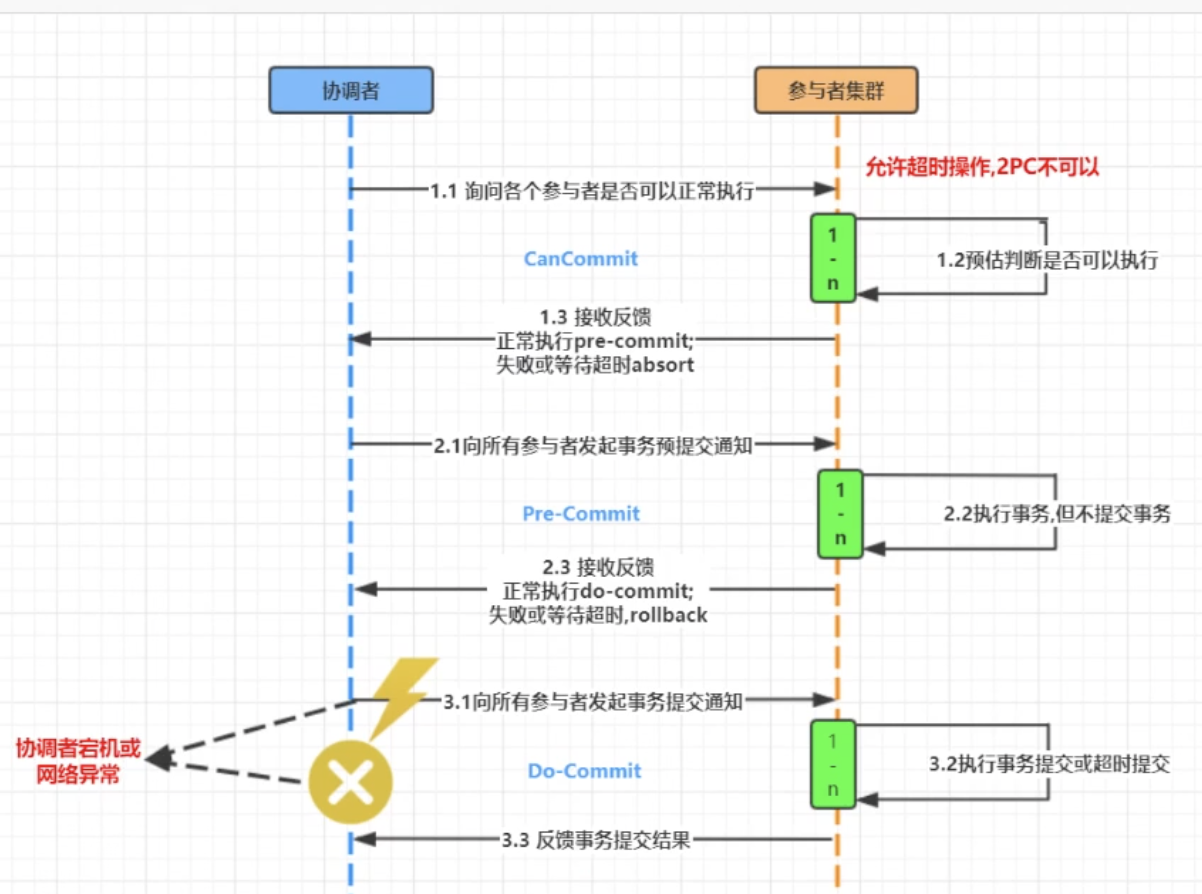 协调者
参与者集群
允许超时操作,2PC不可以
1.1 询问各个参与者是否可以正常执行
1
-
n
CanCommit
1.2预估判断是否可以执行
1.3 接收反馈
正常执行pre-commit;
失败或等待超时absort
2.1向所有参与者发起事务预提交通知
1
-
n
Pre-Commit
2.2执行事务,但不提交事务
2.3 接收反馈
正常执行do-commit;
失败或等待超时,rollback
3.1向所有参与者发起事务提交通知
协调者宕机或
网络异常
1
-
n
Do-Commit
3.2执行事务提交或超时提交
3.3 反馈事务提交结果